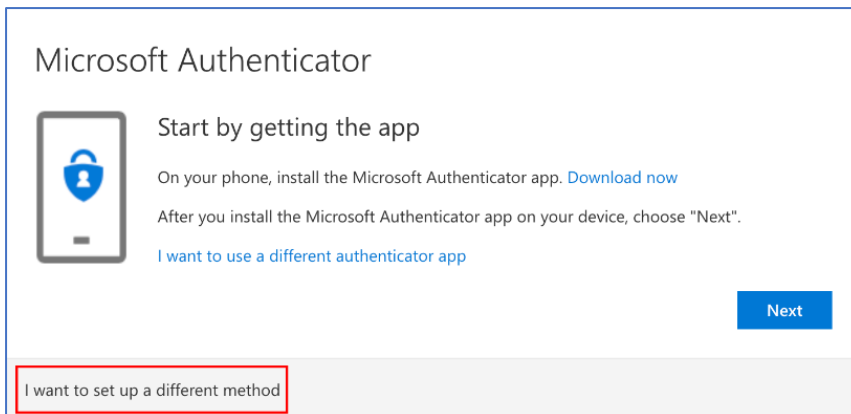 Microsoft Authenticator
Start by getting the app
On your phone, install the Microsoft Authenticator app. Download now
After you install the Microsoft Authenticator app on your device, choose "Next".
I want to use a different authenticator app
Next
I want to set up a different method